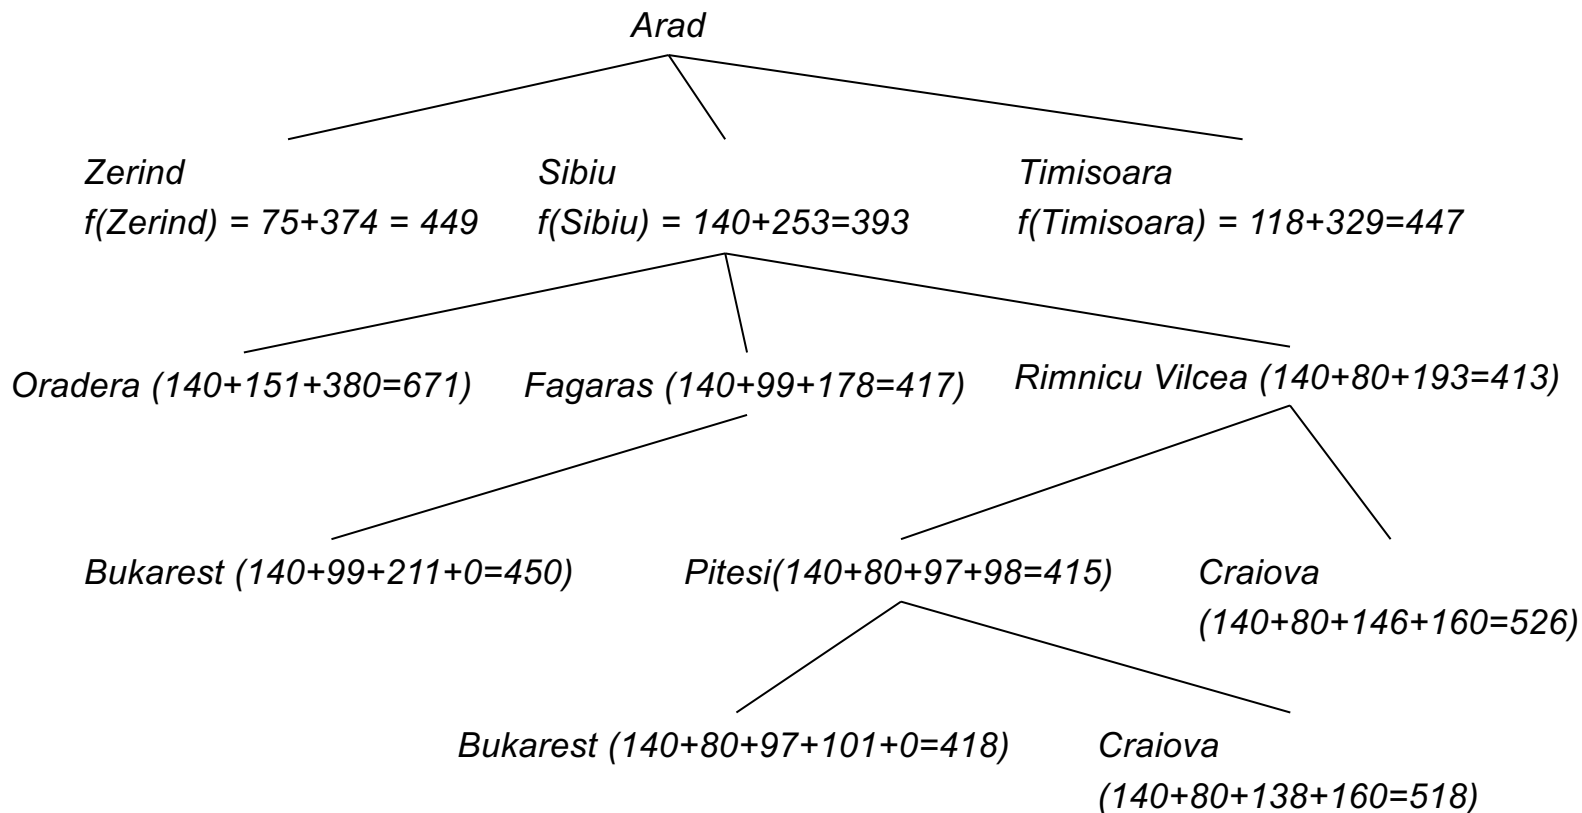 Arad
Zerind
f(Zerind) = 75+374 = 449
Sibiu
f(Sibiu) = 140+253=393
Timisoara
f(Timisoara) = 118+329=447
Oradera (140+151+380=671)
Fagaras (140+99+178=417)
Rimnicu Vilcea (140+80+193=413)
Bukarest (140+99+211+0=450)
Pitesi(140+80+97+98=415)
Craiova
(140+80+146+160=526)
Bukarest (140+80+97+101+0=418)
Craiova
(140+80+138+160=518)